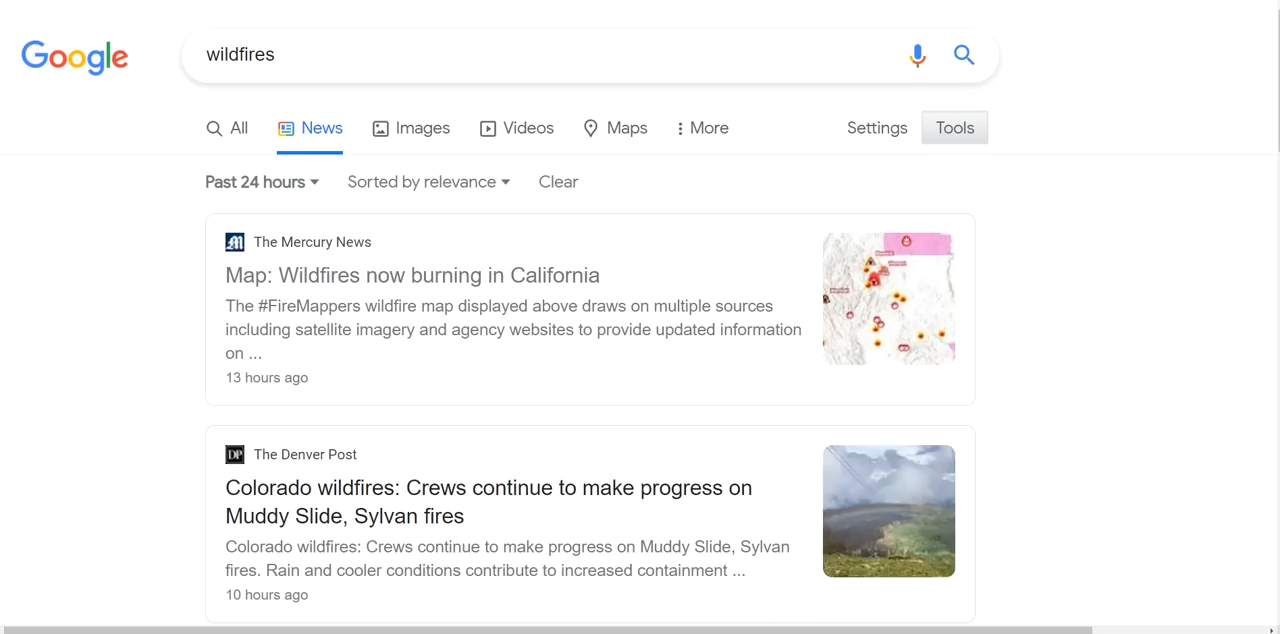 Google
wildfires
All News Images Videos Maps More Settings Tools
Past 24 hours Sorted by relevance Clear
The Mercury News
Map: Wildfires now burning in California
The #FireMappers wildfire map displayed above draws on multiple sources
including satellite imagery and agency websites to provide updated information
on ...
13 hours ago
DP The Denver Post
Colorado wildfires: Crews continue to make progress on
Muddy Slide, Sylvan fires
Colorado wildfires: Crews continue to make progress on Muddy Slide, Sylvan
fires. Rain and cooler conditions contribute to increased containment ...
10 hours ago